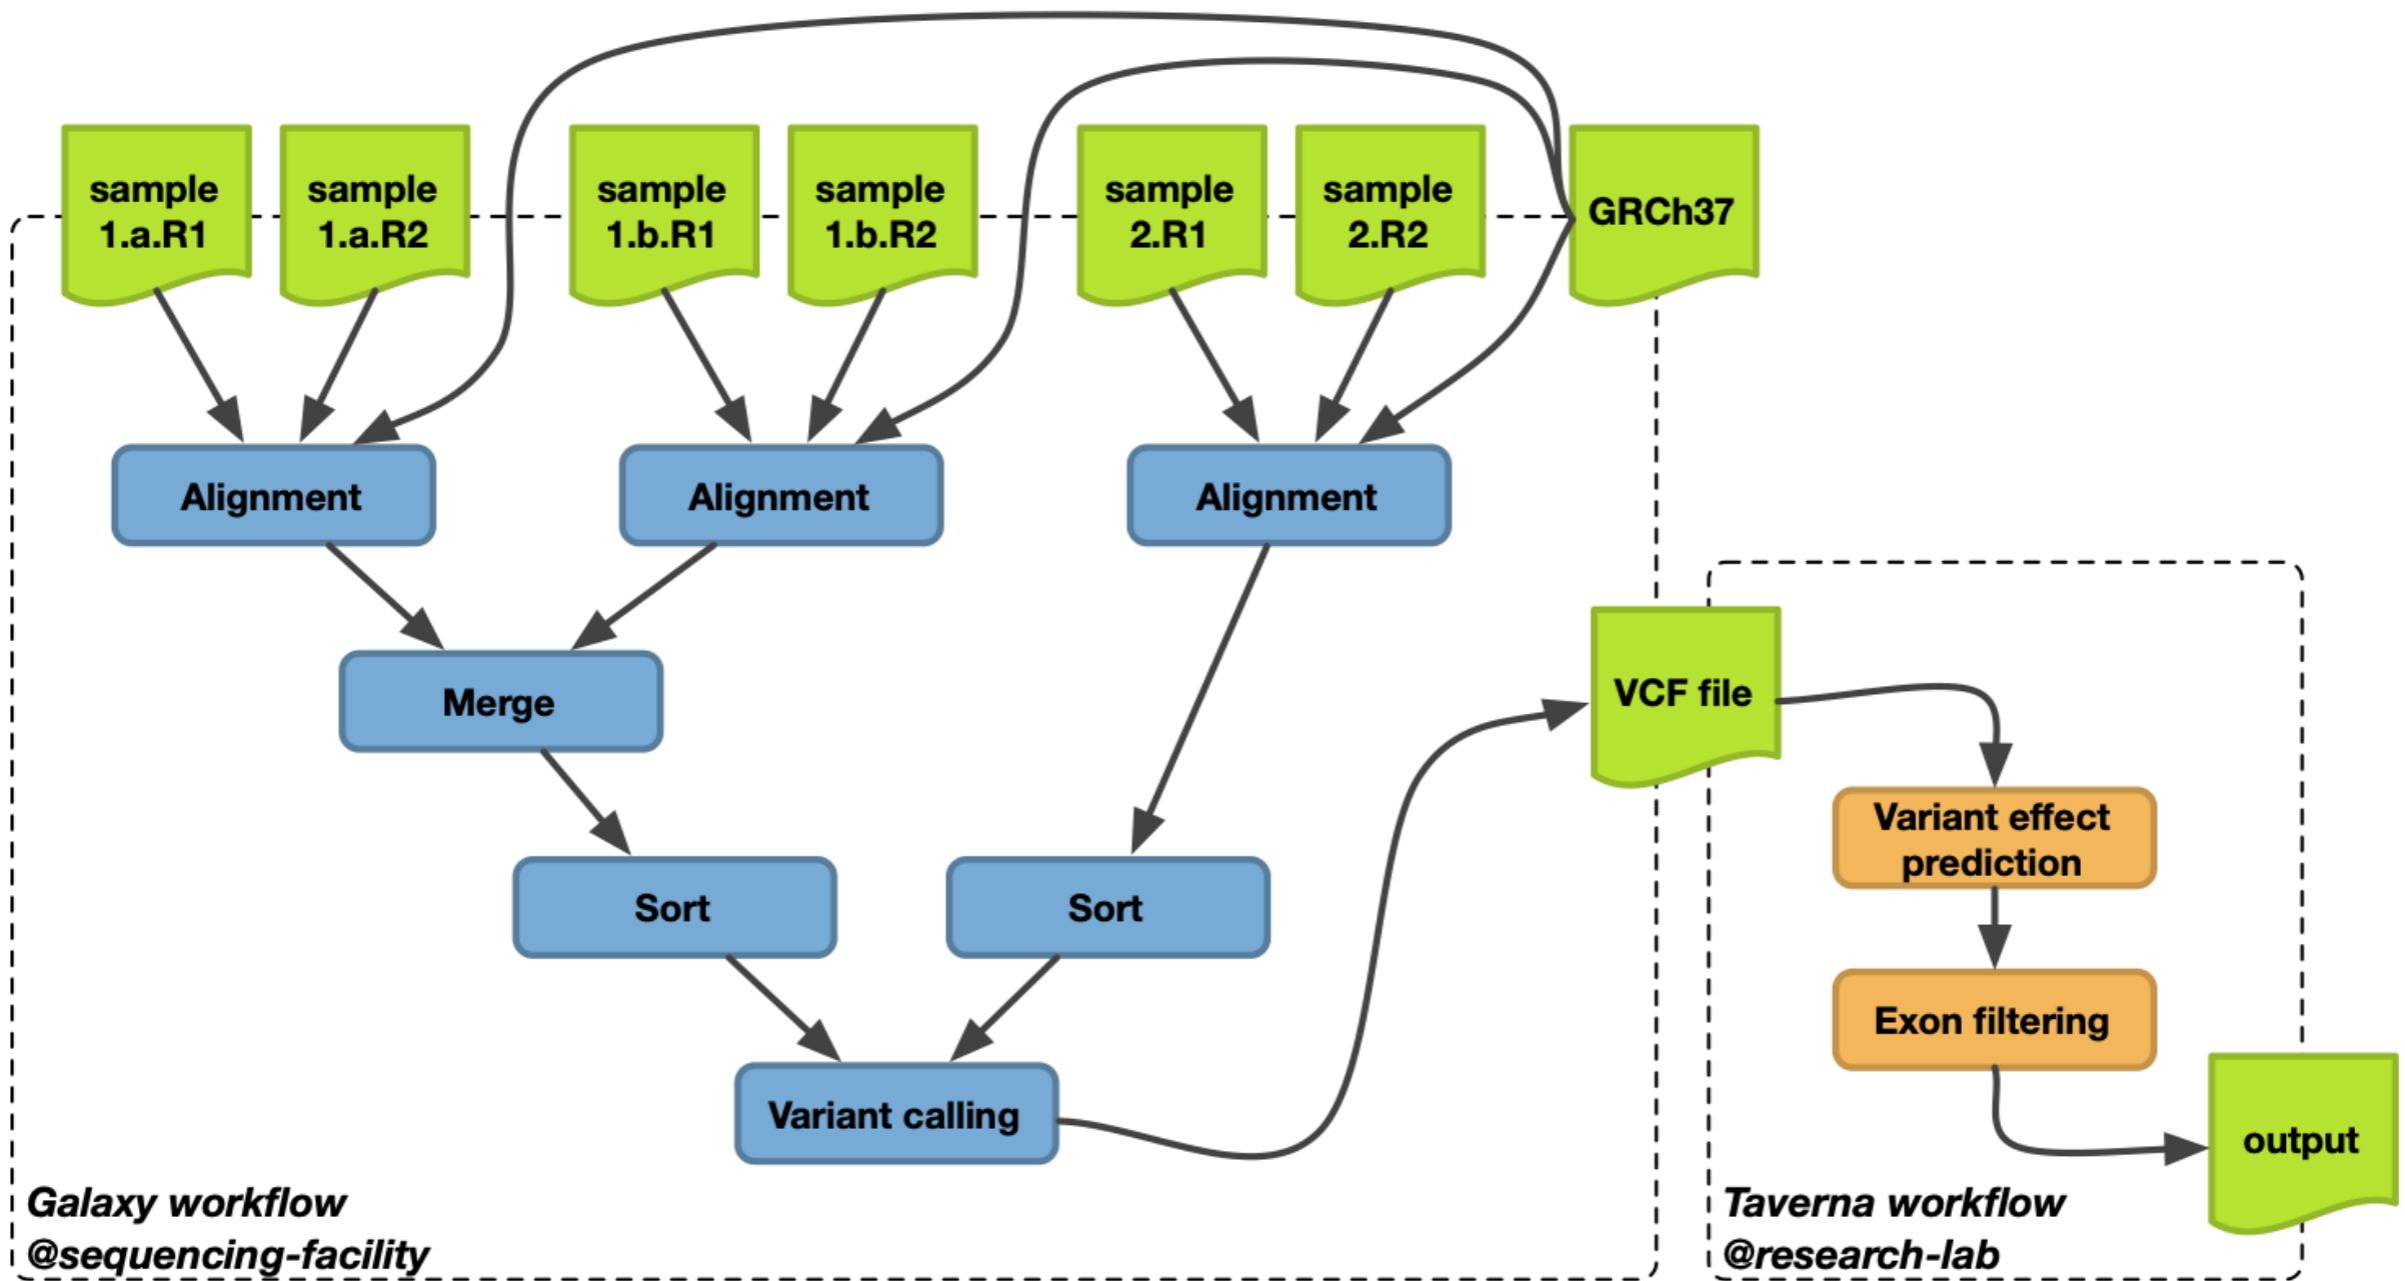 sample
1.a.R1
sample
1.a.R2
sample
1.b.R1
sample
1.b.R2
sample
2.R1
sample
2.R2
GRCh37
Alignment
Alignment
Alignment
Merge
VCF file
Variant effect
prediction
Sort
Sort
Exon filtering
Variant calling
output
Galaxy workflow
@sequencing-facility
Taverna workflow
@research-lab